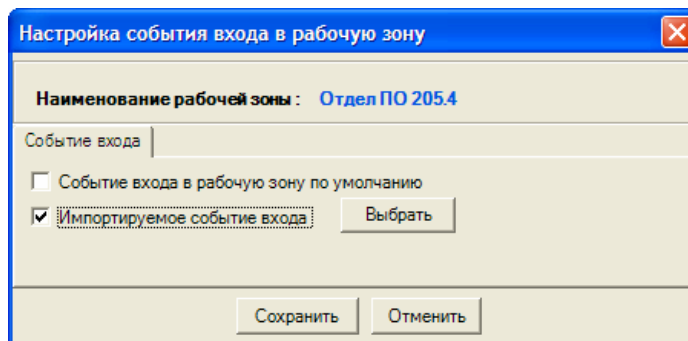 Настройка события входа в рабочую зону
Наименование рабочей зоны : Отдел ПО 205.4
Событие входа
Событие входа в рабочую зону по умолчанию
Импортируемое событие входа Выбрать
Сохранить Отменить